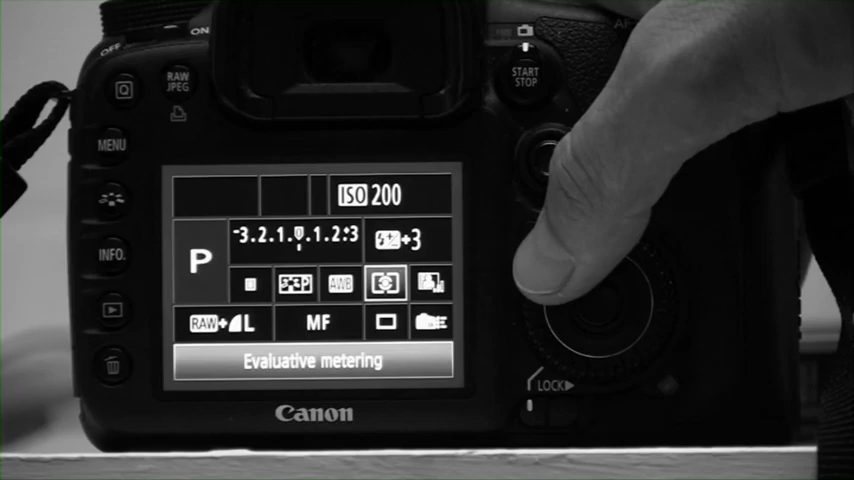 OFF ON
RAW
JPEG
Q
START
STOP
MENU
INFO.
ISO 200
-3.2.1.0.1.2.+3
+3
P
AWB
RAW+L MF
Evaluative metering
LOCK
Canon